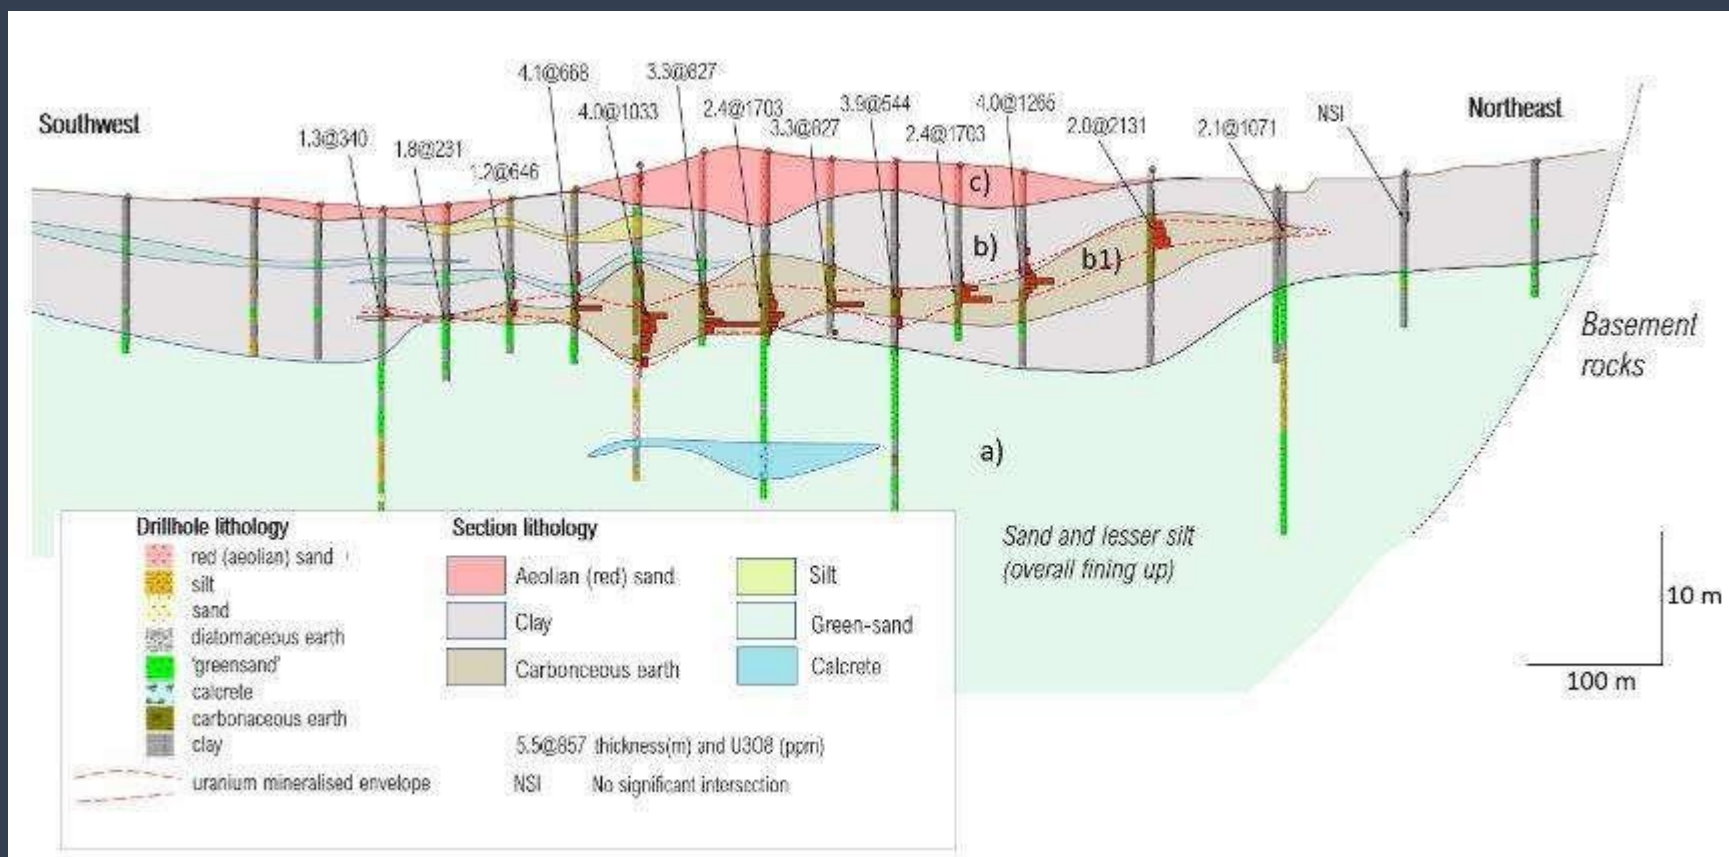 Southwest
Northeast
4.1@668
3.3@827
4.0@1033
2.4@1703
3.3@827
3.9@544
2.4@1703
4.0@1265
2.0@2131
2.1@1071
NSI
1.3@340
1.8@231
1.2@646
c)
b)
b1)
a)
Basement
rocks
Sand and lesser silt
(overall fining up)
10 m
100 m
Drillhole lithology
red (aeolian) sand
silt
sand
diatomaceous earth
'greensand'
calcrete
carbonaceous earth
clay
uranium mineralised envelope
Section lithology
Aeolian (red) sand
Clay
Carbonceous earth
Silt
Green-sand
Calcrete
5.5@857 thickness(m) and U3O8 (ppm)
NSI No significant intersection